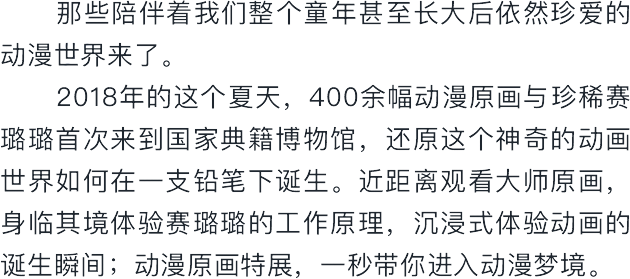 那些陪伴着我们整个童年甚至长大后依然珍爱的
动漫世界来了。
2018年的这个夏天，400余幅动漫原画与珍稀赛
璐璐首次来到国家典籍博物馆，还原这个神奇的动画
世界如何在一支铅笔下诞生。近距离观看大师原画，
身临其境体验赛璐璐的工作原理，沉浸式体验动画的
诞生瞬间；动漫原画特展，一秒带你进入动漫梦境。